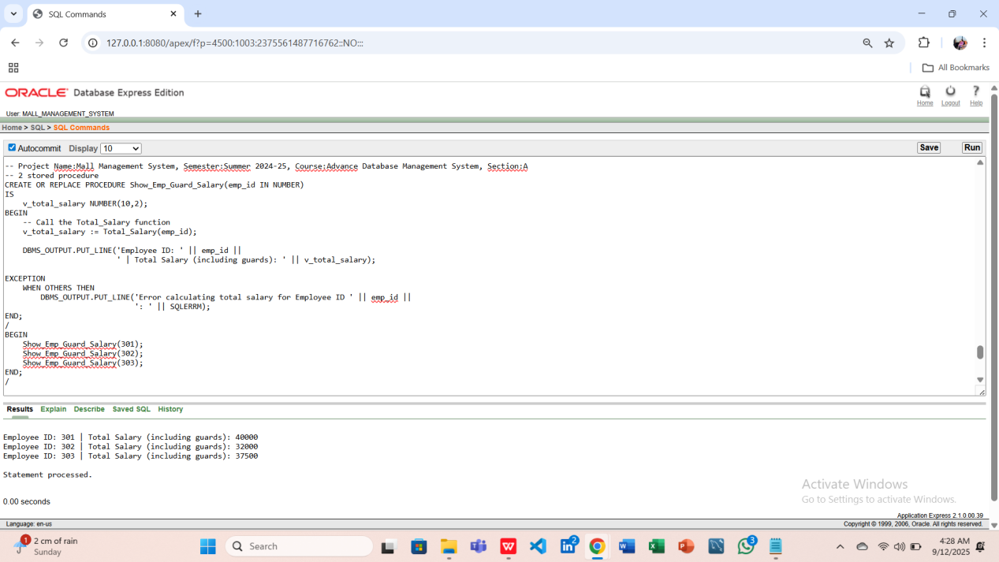 SQL Commands
127.0.0.1:8080/apex/f?p=4500:1003:2375561487716762::NO:::
All Bookmarks
ORACLE Database Express Edition
Home Logout Help
User: MALL_MANAGEMENT_SYSTEM
Home > SQL > SQL Commands
Autocommit Display 10 Save Run
-- Project Name:Mall Management System, Semester:Summer 2024-25, Course:Advance Database Management System, Section:A
-- 2 stored procedure
CREATE OR REPLACE PROCEDURE Show_Emp_Guard_Salary(emp_id IN NUMBER)
IS
v_total_salary NUMBER(10,2);
BEGIN
-- Call the Total_Salary function
v_total_salary := Total_Salary(emp_id);
DBMS_OUTPUT.PUT_LINE('Employee ID: ' || emp_id ||
' | Total Salary (including guards): ' || v_total_salary);
EXCEPTION
WHEN OTHERS THEN
DBMS_OUTPUT.PUT_LINE('Error calculating total salary for Employee ID ' || emp_id ||
': ' || SQLERRM);
END;
/
BEGIN
Show_Emp_Guard_Salary(301);
Show_Emp_Guard_Salary(302);
Show_Emp_Guard_Salary(303);
END;
/
Results Explain Describe Saved SQL History
Employee ID: 301 | Total Salary (including guards): 40000
Employee ID: 302 | Total Salary (including guards): 32000
Employee ID: 303 | Total Salary (including guards): 37500
Statement processed.
0.00 seconds
Activate Windows
Go to Settings to activate Windows.
Application Express 2.1.0.00.39
Language: en-us Copyright © 1999, 2006, Oracle. All rights reserved.
1 2 cm of rain
Sunday
Search
2
3
4:28 AM
9/12/2025